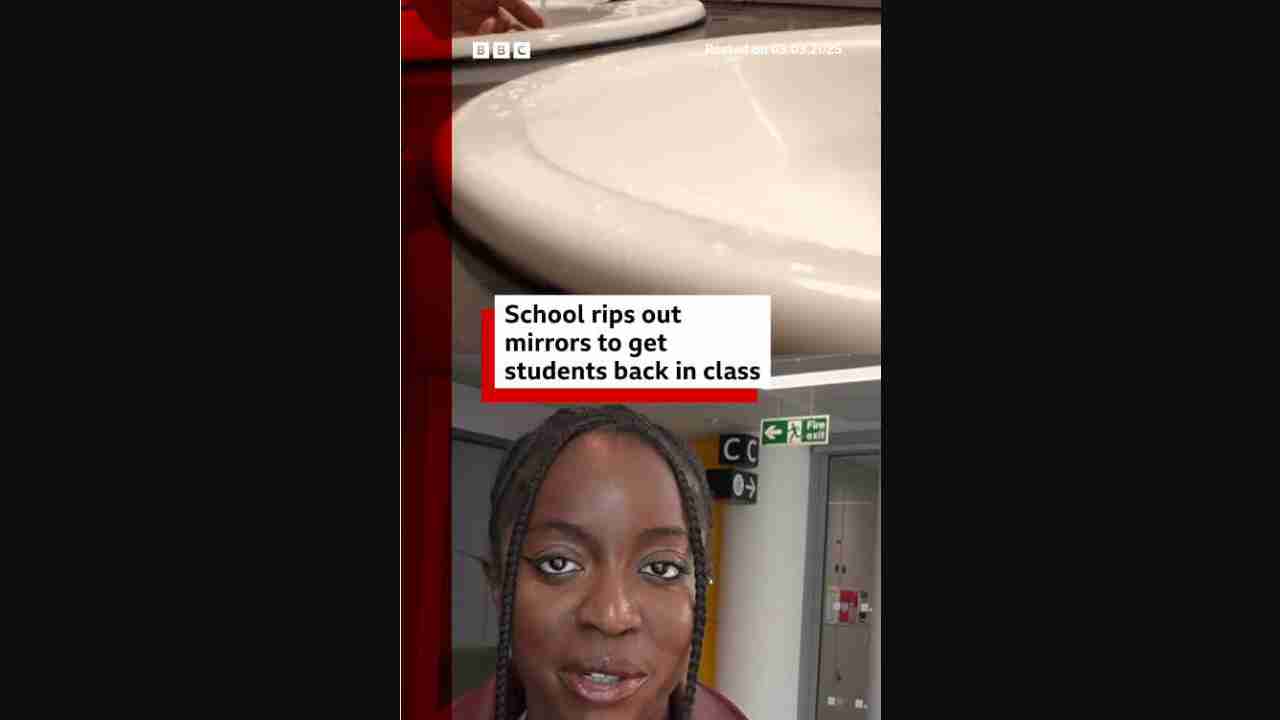 BBC
Posted on 03.03.2025
School rips out
mirrors to get
students back in class
Fire
exit
C C